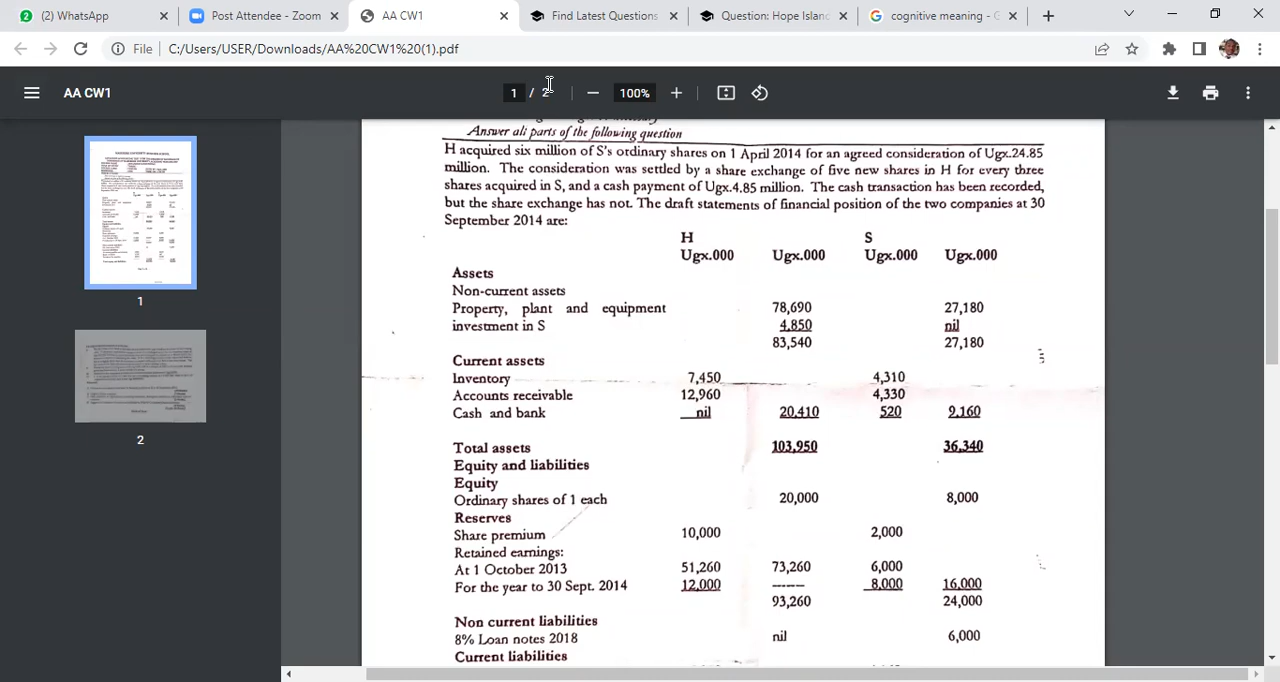 (2) WhatsApp
Post Attendee - Zoom
AA CW1
Find Latest Questions
Question: Hope Island
cognitive meaning - G
File
C:/Users/USER/Downloads/AA%20CW1%20(1).pdf
AA CW1
1 / 2
100%
Answer all parts of the following question
H acquired six million of S's ordinary shares on 1 April 2014 for an agreed consideration of Ugx.24.85
million. The consideration was settled by a share exchange of five new shares in H for every three
shares acquired in S, and a cash payment of Ugx.4.85 million. The cash transaction has been recorded,
but the share exchange has not. The draft statements of financial position of the two companies at 30
September 2014 are:
H S
Ugx.000 Ugx.000 Ugx.000 Ugx.000
Assets
Non-current assets
Property, plant and equipment 78,690 27,180
investment in S 4,850 nil
83,540 27,180
Current assets
Inventory 7,450 4,310
Accounts receivable 12,960 4,330
Cash and bank nil 20,410 520 9,160
Total assets 103,950 36,340
Equity and liabilities
Equity
Ordinary shares of 1 each 20,000 8,000
Reserves
Share premium 10,000 2,000
Retained earnings:
At 1 October 2013 51,260 73,260 6,000
For the year to 30 Sept. 2014 12,000 ----- 8,000 16,000
93,260 24,000
Non current liabilities
8% Loan notes 2018 nil 6,000
Current liabilities
1
2